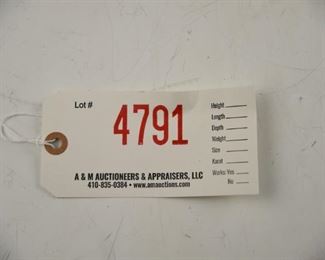 Lot #
4791
Height
Length
Depth
Weight
Size
Karat
Works: Yes
No
A & M AUCTIONEERS & APPRAISERS, LLC
410-835-0384 • www.amauctions.com